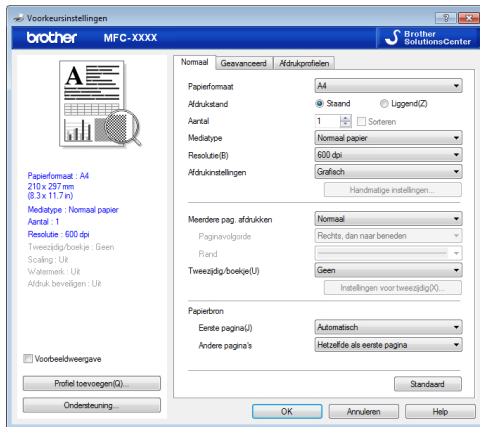 Voorkeursinstellingen
brother MFC-XXXX
Brother
SolutionsCenter
Normaal Geavanceerd Afdrukprofielen
A
Papierformaat A4
Afdrukstand Staand Liggend(Z)
Aantal 1 Sorteren
Mediatype Normaal papier
Resolutie(B) 600 dpi
Afdrukinstellingen Grafisch
Handmatige instellingen...
Papierformaat : A4
210 x 297 mm
(8.3 x 11.7 in)
Mediatype : Normaal papier
Aantal : 1
Resolutie : 600 dpi
Tweezijdig/boekje : Geen
Scaling : Uit
Watermerk : Uit
Afdruk beveiligen : Uit
Meerdere pag. afdrukken Normaal
Paginavolgorde Rechts, dan naar beneden
Rand
Tweezijdig/boekje(U) Geen
Instellingen voor tweezijdig(X)...
Papierbron
Eerste pagina(J) Automatisch
Andere pagina's Hetzelfde als eerste pagina
Voorbeeldweergave
Profiel toevoegen(Q)...
Ondersteuning...
Standaard
OK Annuleren Help